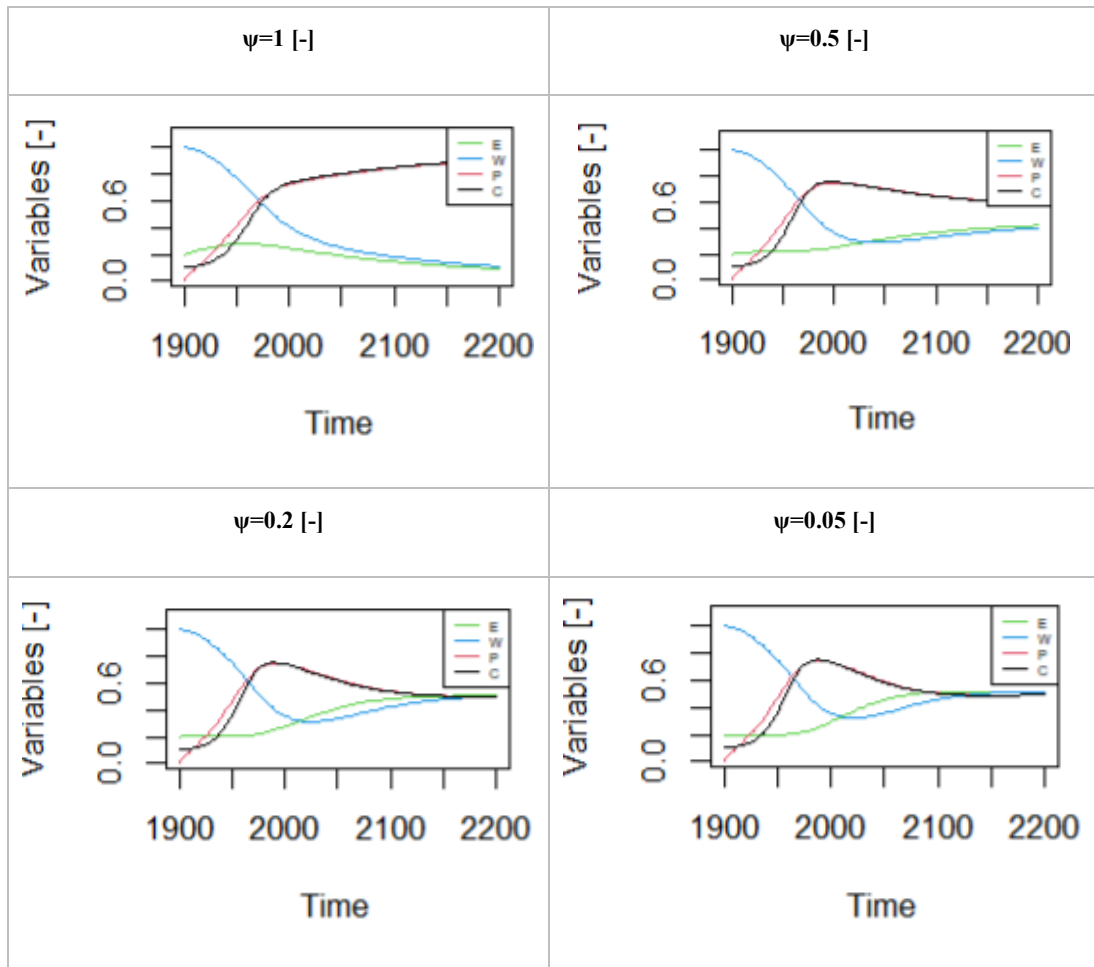 ψ=1 [-]
ψ=0.5 [-]
Variables [-]
0.0
0.6
E
W
P
C
1900
2000
2100
2200
Time
Variables [-]
0.0
0.6
E
W
P
C
1900
2000
2100
2200
Time
ψ=0.2 [-]
ψ=0.05 [-]
Variables [-]
0.0
0.6
E
W
P
C
1900
2000
2100
2200
Time
Variables [-]
0.0
0.6
E
W
P
C
1900
2000
2100
2200
Time